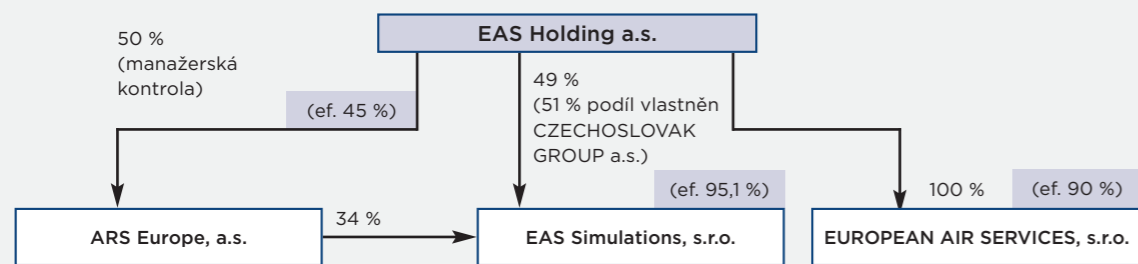 EAS Holding a.s.
50 %
(manažerská
kontrola)
(ef. 45 %)
49 %
(51 % podíl vlastněn
CZECHOSLOVAK
GROUP a.s.)
(ef. 95,1 %)
100 %
(ef. 90 %)
ARS Europe, a.s.
34 %
EAS Simulations, s.r.o.
EUROPEAN AIR SERVICES, s.r.o.